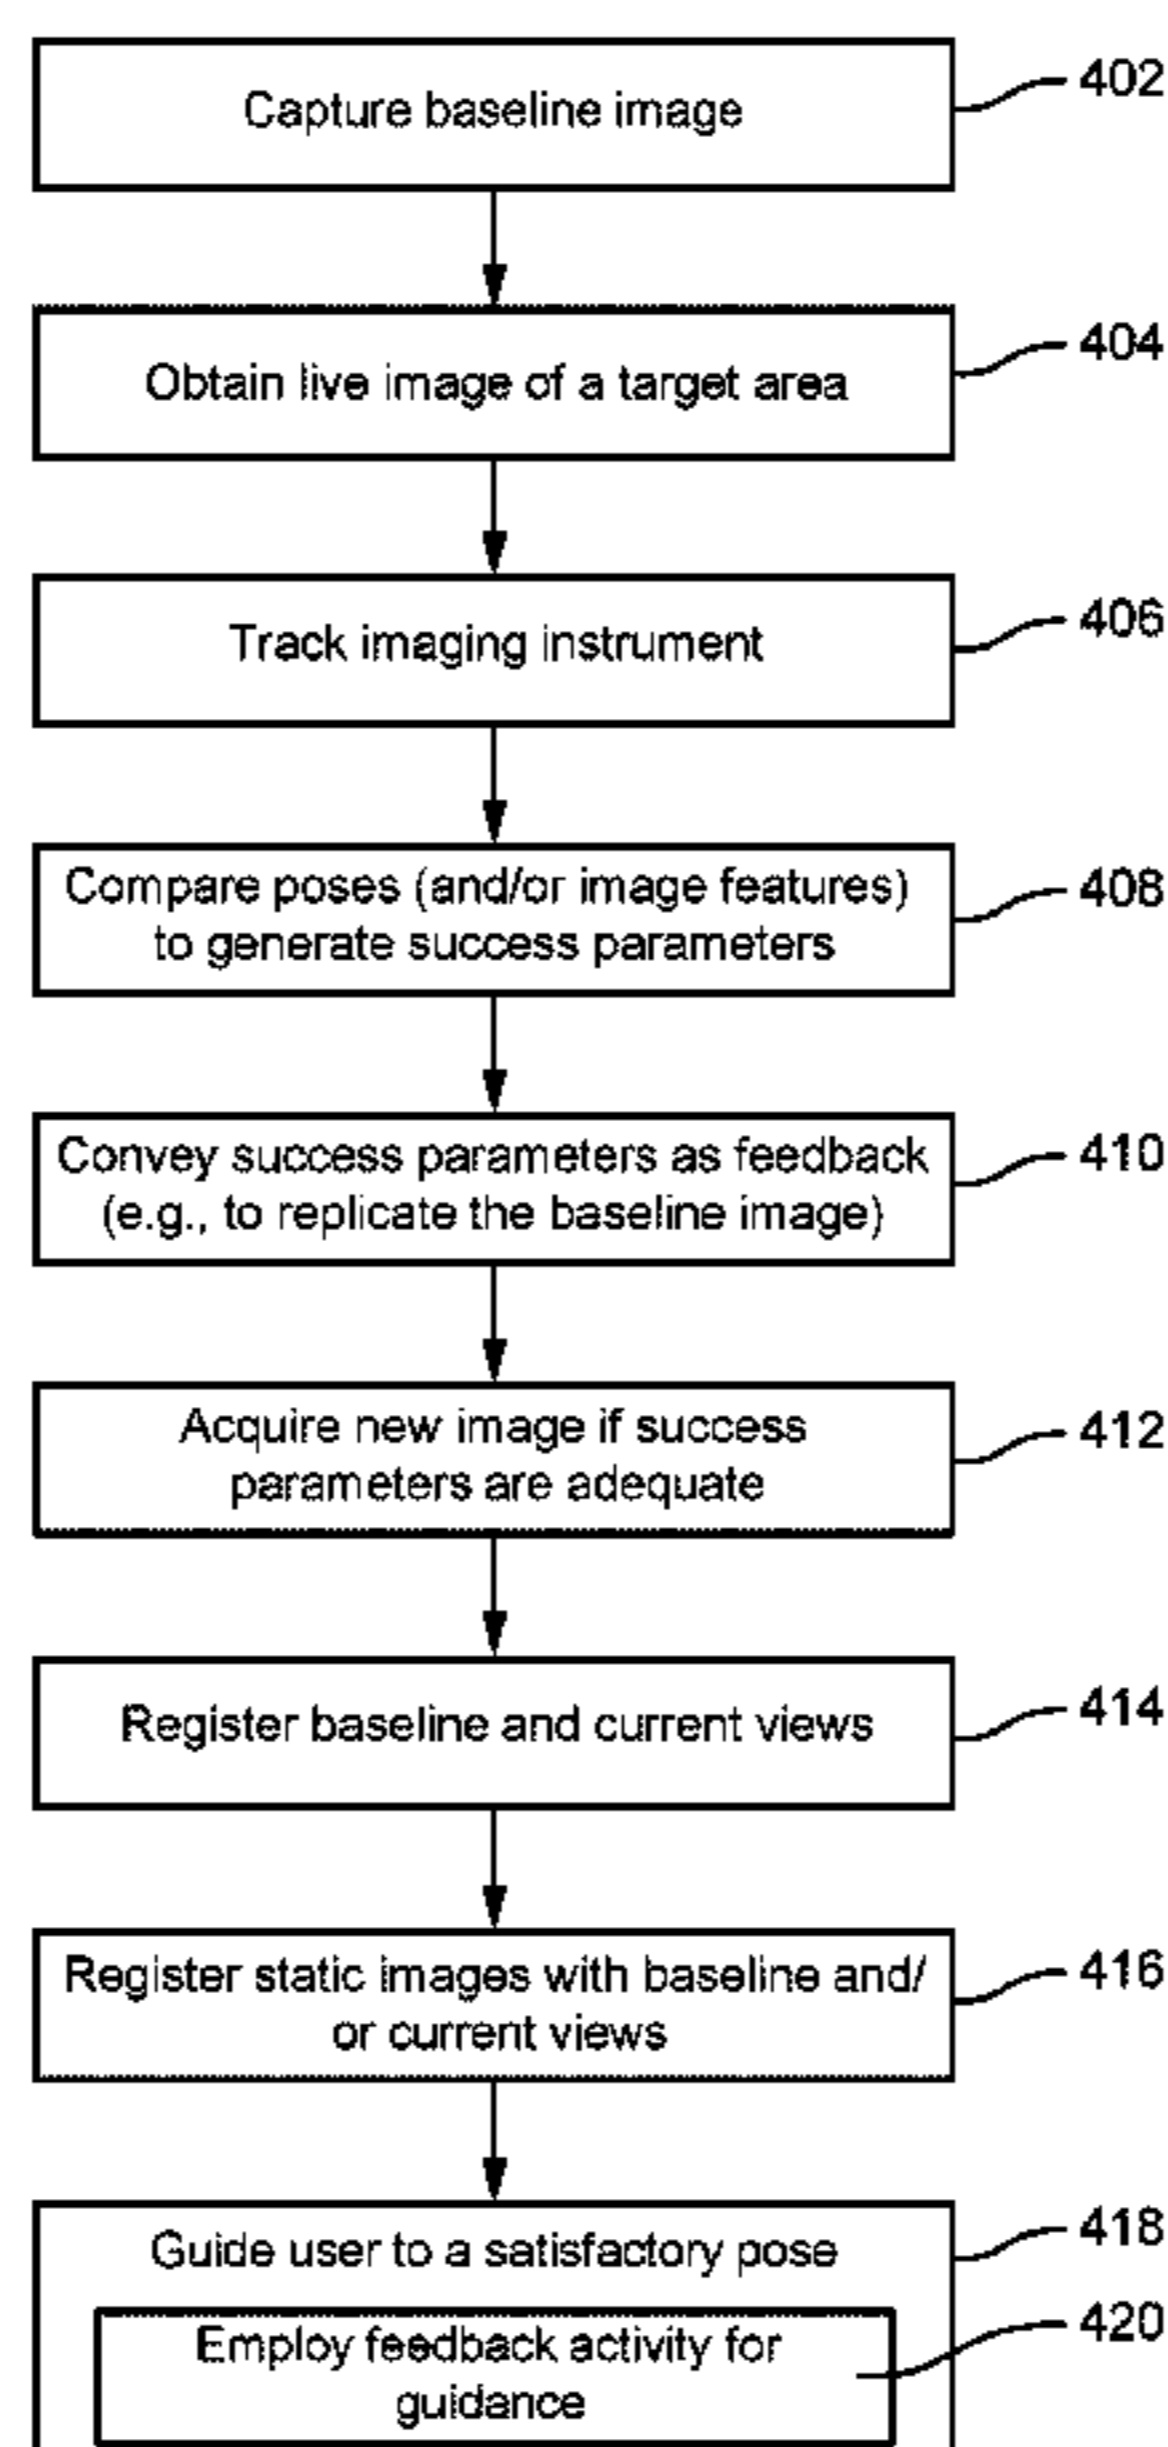 Capture baseline image
402
Obtain live image of a target area
404
Track imaging instrument
406
Compare poses (and/or image features)
to generate success parameters
408
Convey success parameters as feedback
(e.g., to replicate the baseline image)
410
Acquire new image if success
parameters are adequate
412
Register baseline and current views
414
Register static images with baseline and/
or current views
416
Guide user to a satisfactory pose
418
Employ feedback activity for
guidance
420